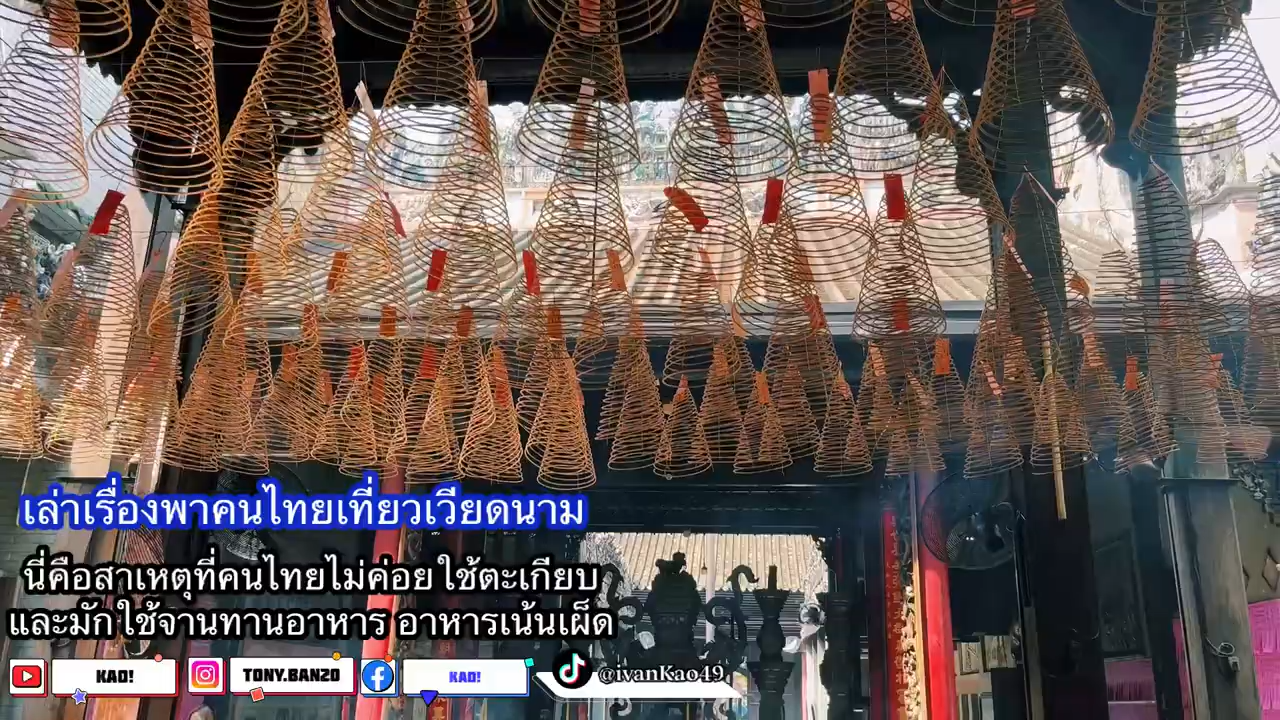 เล่าเรื่องพาคนไทยเที่ยวเวียดนาม
นี่คือสาเหตุที่คนไทยไม่ค่อยใช้ตะเกียบ
และมักใช้จานทานอาหาร อาหารเน้นเผ็ด
KAO! TONY.BANZO KAO! @ivanKao49